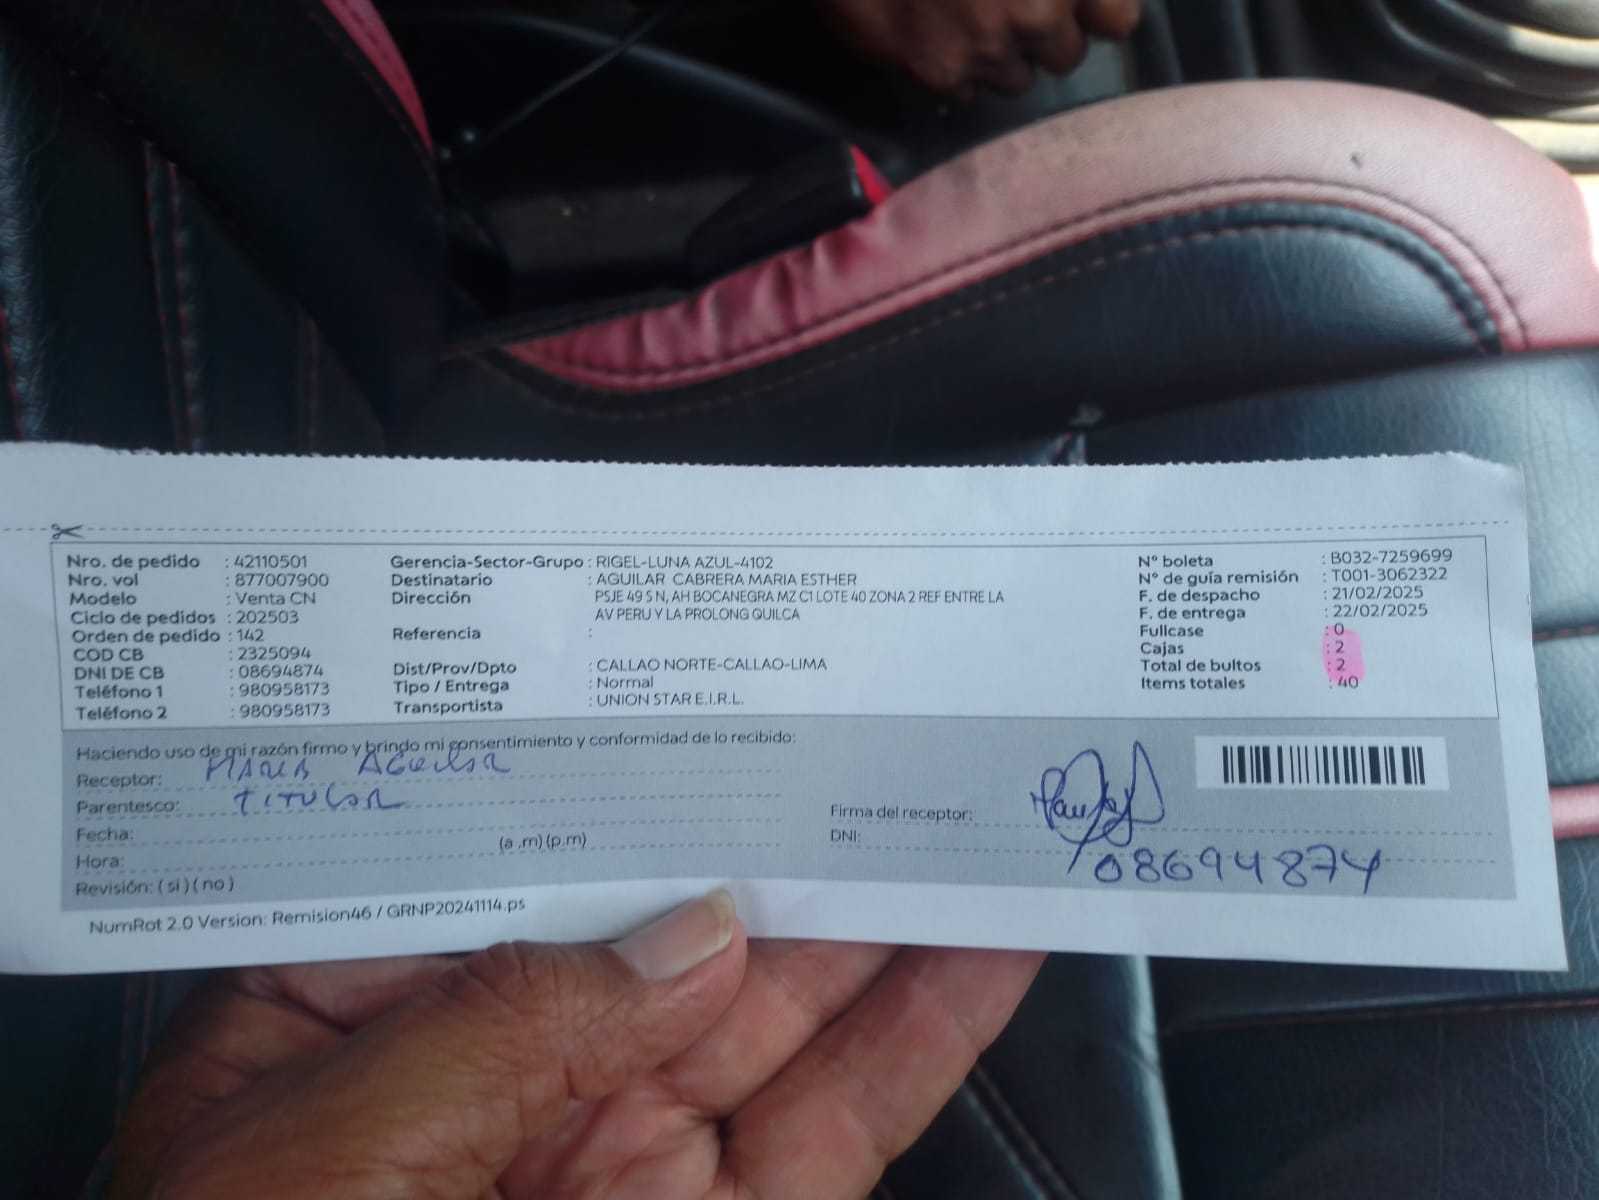 Nro. de pedido : 42110501
Nro. vol : 877007900
Modelo : Venta CN
Ciclo de pedidos : 202503
Orden de pedido : 142
COD CB : 2325094
DNI DE CB : 08694874
Teléfono 1 : 980958173
Teléfono 2 : 980958173
Gerencia-Sector-Grupo : RIGEL-LUNA AZUL-4102
Destinatario : AGUILAR CABRERA MARIA ESTHER
Dirección PSJE 49 S N, AH BOCANEGRA MZ C1 LOTE 40 ZONA 2 REF ENTRE LA
AV PERU Y LA PROLONG QUILCA
Referencia :
Dist/Prov/Dpto : CALLAO NORTE-CALLAO-LIMA
Tipo / Entrega : Normal
Transportista : UNION STAR E.I.R.L.
N° boleta : B032-7259699
N° de guía remisión : T001-3062322
F. de despacho : 21/02/2025
F. de entrega : 22/02/2025
Fullcase : 0
Cajas : 2
Total de bultos : 2
Items totales : 40
Haciendo uso de mi razón firmo y brindo mi consentimiento y conformidad de lo recibido:
Receptor: MARIA AGUILAR
Parentesco: TITULAR
Fecha:
Hora: (a .m) (p.m)
Revisión: ( si ) ( no )
Firma del receptor:
DNI: 08694874
NumRot 2.0 Version: Remision46 / GRNP20241114.ps